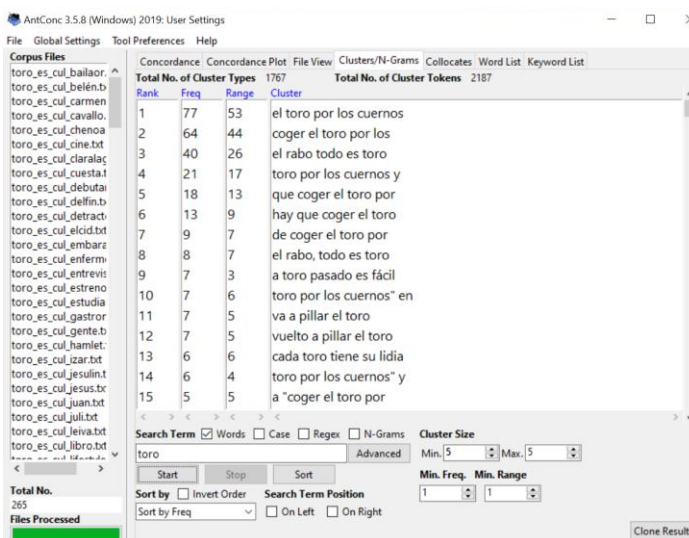 AntConc 3.5.8 (Windows) 2019: User Settings
File Global Settings Tool Preferences Help
Corpus Files
toro_es_cul_bailaor.
toro_es_cul_belén.tx
toro_es_cul_carmen
toro_es_cul_cavallo.
toro_es_cul_chenoa
toro_es_cul_cine.txt
toro_es_cul_claralag
toro_es_cul_cuesta.t
toro_es_cul_debutar
toro_es_cul_delfin.tx
toro_es_cul_detract
toro_es_cul_elcid.txt
toro_es_cul_embara
toro_es_cul_enferm
toro_es_cul_entrevis
toro_es_cul_estreno
toro_es_cul_estudia
toro_es_cul_gastror
toro_es_cul_gente.tx
toro_es_cul_hamlet.
toro_es_cul_izar.txt
toro_es_cul_jesulin.t
toro_es_cul_jesus.tx
toro_es_cul_juan.txt
toro_es_cul_juli.txt
toro_es_cul_leiva.txt
toro_es_cul_libro.txt
Total No.
265
Files Processed
Concordance Concordance Plot File View Clusters/N-Grams Collocates Word List Keyword List
Total No. of Cluster Types 1767 Total No. of Cluster Tokens 2187
Rank Freq Range Cluster
1 77 53 el toro por los cuernos
2 64 44 coger el toro por los
3 40 26 el rabo todo es toro
4 21 17 toro por los cuernos y
5 18 13 que coger el toro por
6 13 9 hay que coger el toro
7 9 7 de coger el toro por
8 8 7 el rabo, todo es toro
9 7 3 a toro pasado es fácil
10 7 6 toro por los cuernos" en
11 7 5 va a pillar el toro
12 7 5 vuelto a pillar el toro
13 6 6 cada toro tiene su lidia
14 6 4 toro por los cuernos" y
15 5 5 a "coger el toro por
Search Term Words Case Regex N-Grams Cluster Size
toro Advanced Min. 5 Max. 5
Start Stop Sort Min. Freq. Min. Range
Sort by Invert Order Search Term Position 1 1
Sort by Freq On Left On Right
Clone Result